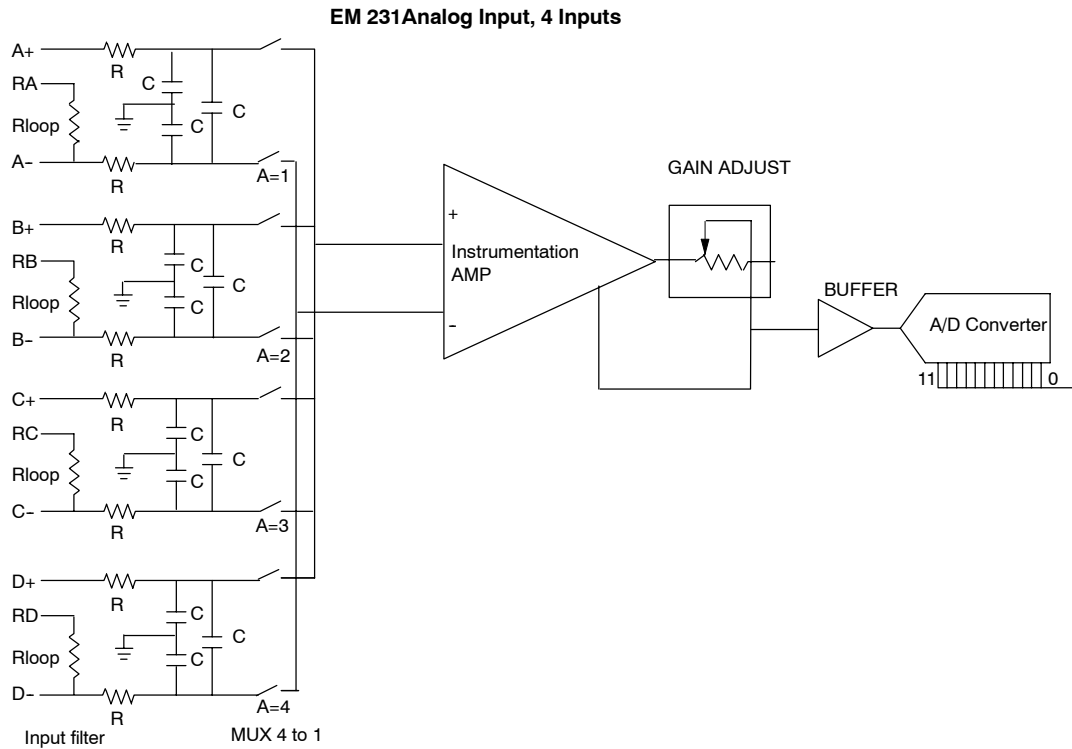 EM 231Analog Input, 4 Inputs
A+
R
C
RA
C
C
Rloop
A−
R
A=1
B+
R
C
RB
C
Rloop
C
B−
R
A=2
C+
R
C
RC
C
Rloop
C
C−
R
A=3
D+
R
C
RD
C
Rloop
C
D−
R
A=4
Input filter
MUX 4 to 1
+
Instrumentation
AMP
-
GAIN ADJUST
BUFFER
A/D Converter
11
0